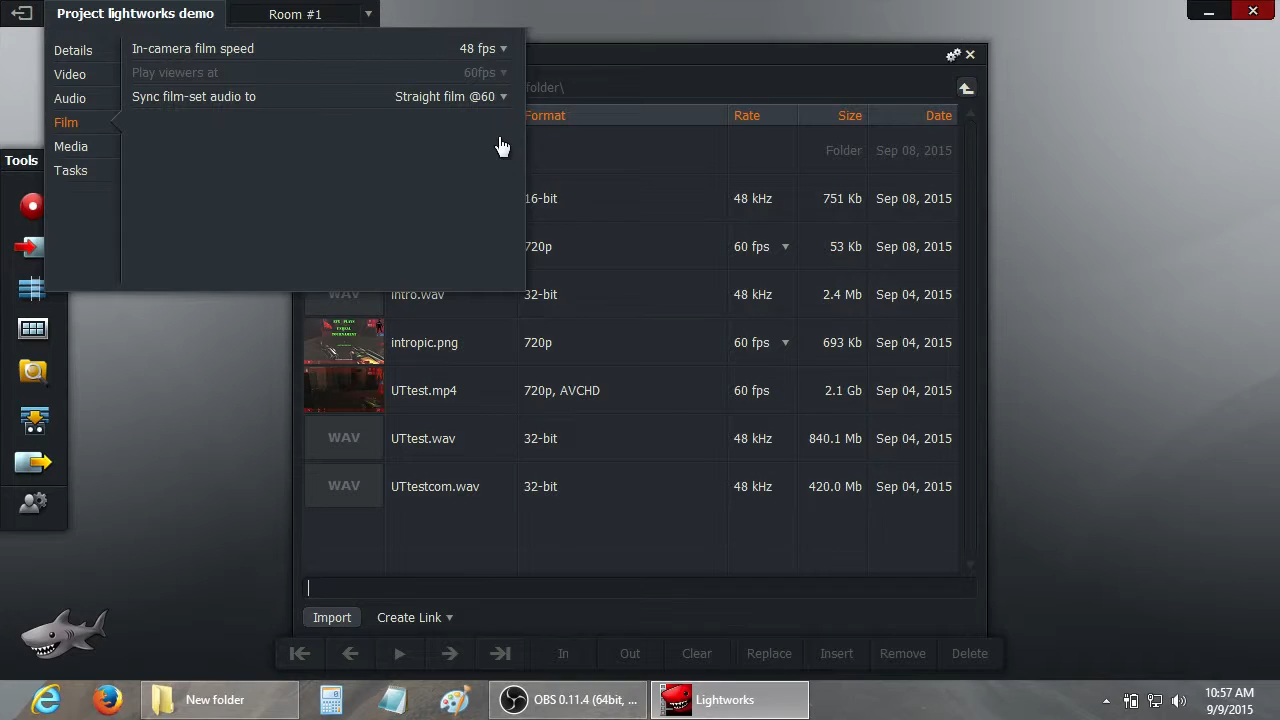 Project lightworks demo
Room #1
Details
Video
Audio
Film
Media
Tasks
In-camera film speed 48 fps
Play viewers at 60fps
Sync film-set audio to Straight film @60
folder\
Format Rate Size Date
Folder Sep 08, 2015
16-bit 48 kHz 751 Kb Sep 08, 2015
720p 60 fps 53 Kb Sep 08, 2015
WAV intro.wav 32-bit 48 kHz 2.4 Mb Sep 04, 2015
intropic.png 720p 60 fps 693 Kb Sep 04, 2015
UTtest.mp4 720p, AVCHD 60 fps 2.1 Gb Sep 04, 2015
WAV UTtest.wav 32-bit 48 kHz 840.1 Mb Sep 04, 2015
WAV UTtestcom.wav 32-bit 48 kHz 420.0 Mb Sep 04, 2015
Tools
Import Create Link
In Out Clear Replace Insert Remove Delete
New folder
OBS 0.11.4 (64bit, ...
Lightworks
10:57 AM
9/9/2015